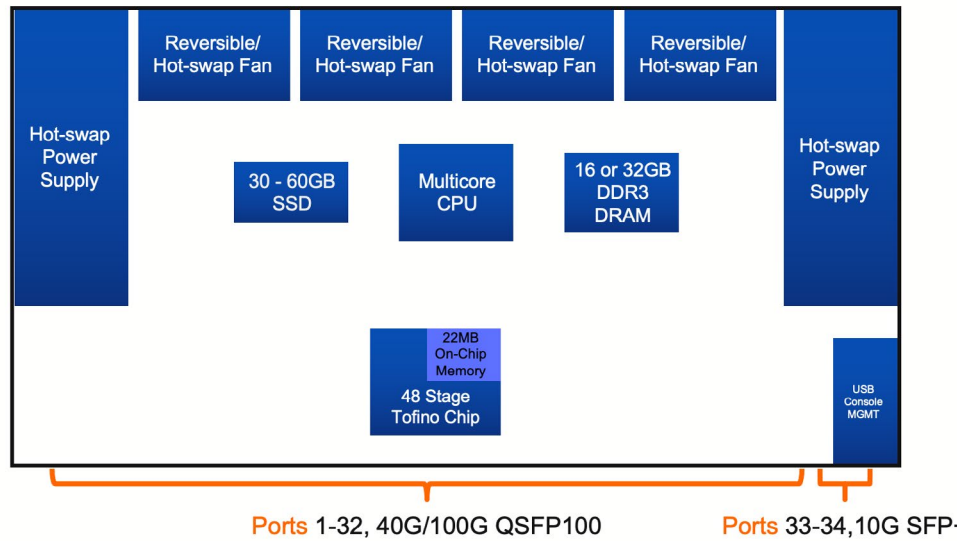 Reversible/
Hot-swap Fan
Reversible/
Hot-swap Fan
Reversible/
Hot-swap Fan
Reversible/
Hot-swap Fan
Hot-swap
Power
Supply
Hot-swap
Power
Supply
30 - 60GB
SSD
Multicore
CPU
16 or 32GB
DDR3
DRAM
22MB
On-Chip
Memory
48 Stage
Tofino Chip
USB
Console
MGMT
Ports 1-32, 40G/100G QSFP100
Ports 33-34,10G SFP+